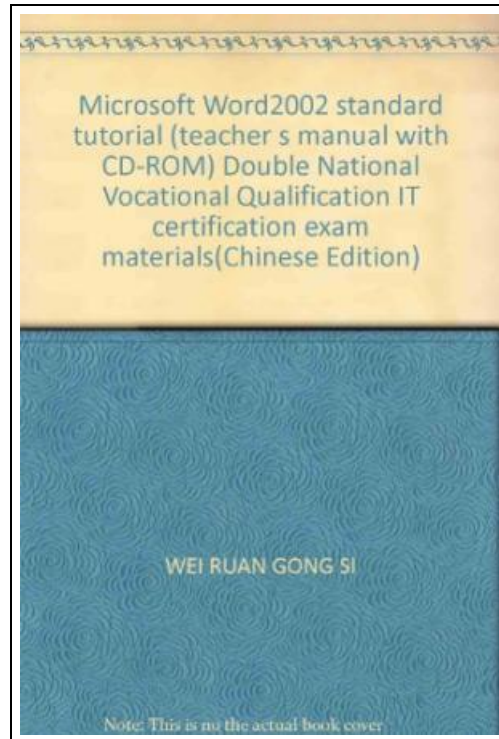 Microsoft Word2002 standard
tutorial (teacher s manual with
CD-ROM) Double National
Vocational Qualification IT
certification exam
materials(Chinese Edition)
WEI RUAN GONG SI
Note: This is no the actual book cover